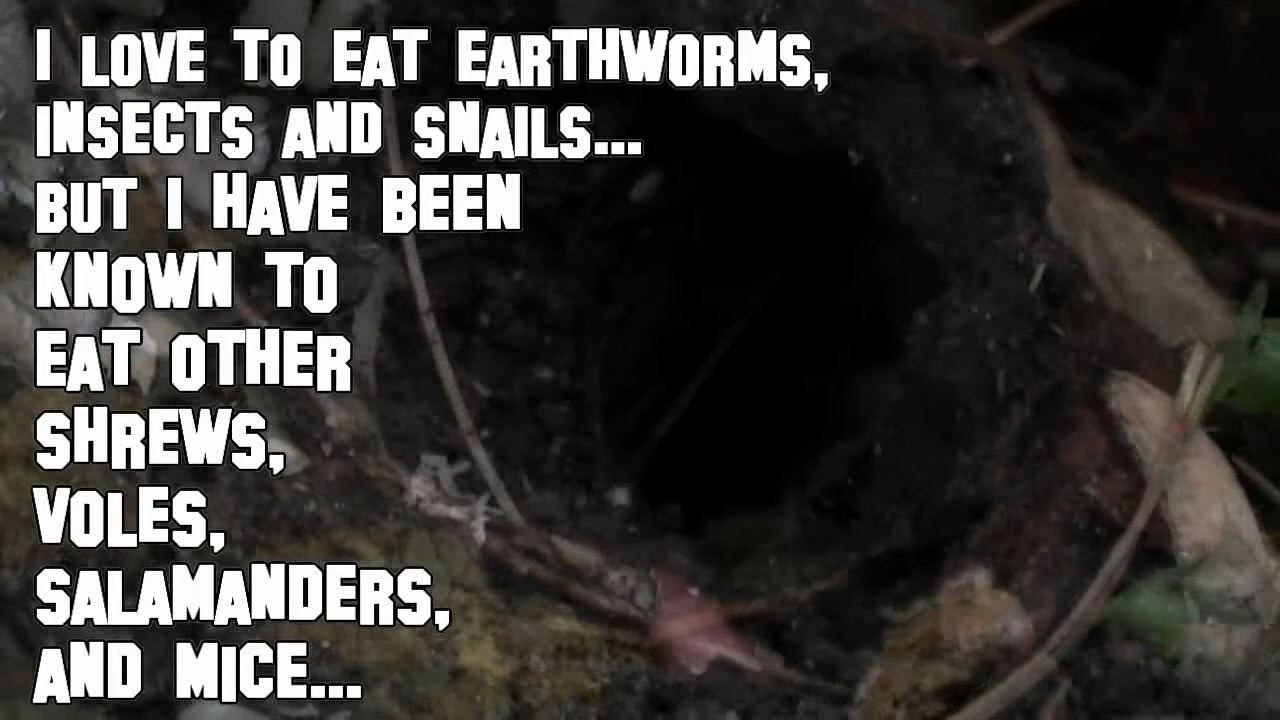 I LOVE TO EAT EARTHWORMS,
INSECTS AND SNAILS...
BUT I HAVE BEEN
KNOWN TO
EAT OTHER
SHREWS,
VOLES,
SALAMANDERS,
AND MICE...